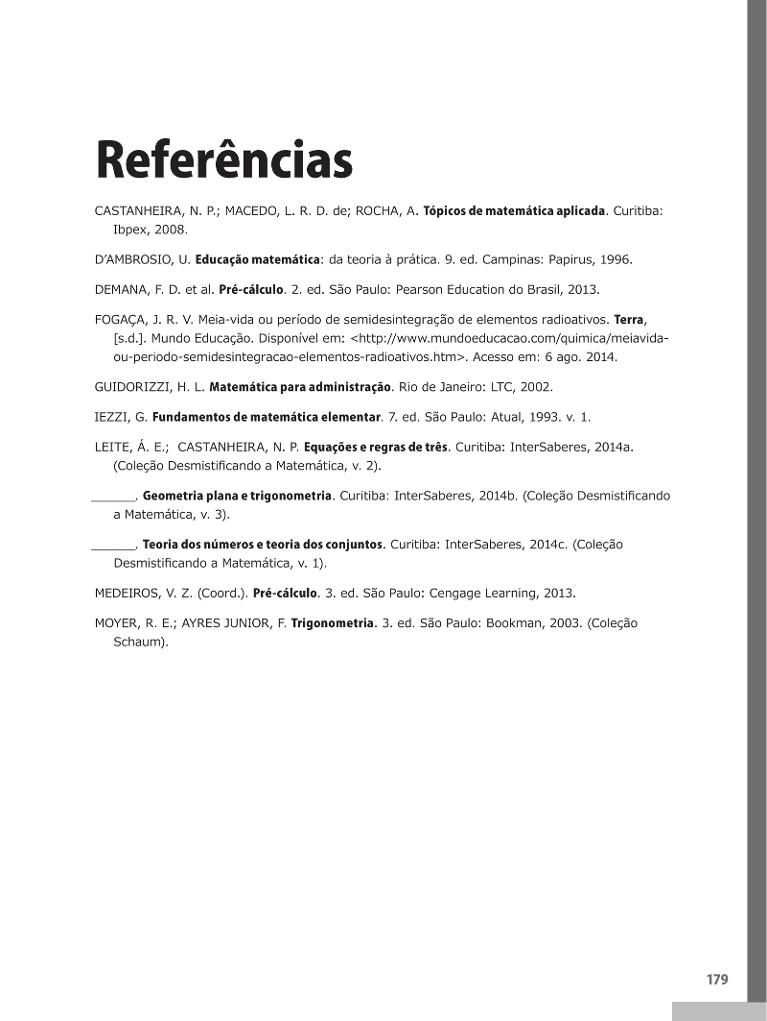 Referências
CASTANHEIRA, N. P.; MACEDO, L. R. D. de; ROCHA, A. Tópicos de matemática aplicada. Curitiba:
Ibpex, 2008.
D’AMBROSIO, U. Educação matemática: da teoria à prática. 9. ed. Campinas: Papirus, 1996.
DEMANA, F. D. et al. Pré-cálculo. 2. ed. São Paulo: Pearson Education do Brasil, 2013.
FOGAÇA, J. R. V. Meia-vida ou período de semidesintegração de elementos radioativos. Terra,
[s.d.]. Mundo Educação. Disponível em: <http://www.mundoeducacao.com/quimica/meiavida-
ou-periodo-semidesintegracao-elementos-radioativos.htm>. Acesso em: 6 ago. 2014.
GUIDORIZZI, H. L. Matemática para administração. Rio de Janeiro: LTC, 2002.
IEZZI, G. Fundamentos de matemática elementar. 7. ed. São Paulo: Atual, 1993. v. 1.
LEITE, Á. E.; CASTANHEIRA, N. P. Equações e regras de três. Curitiba: InterSaberes, 2014a.
(Coleção Desmistificando a Matemática, v. 2).
_______. Geometria plana e trigonometria. Curitiba: InterSaberes, 2014b. (Coleção Desmistificando
a Matemática, v. 3).
_______. Teoria dos números e teoria dos conjuntos. Curitiba: InterSaberes, 2014c. (Coleção
Desmistificando a Matemática, v. 1).
MEDEIROS, V. Z. (Coord.). Pré-cálculo. 3. ed. São Paulo: Cengage Learning, 2013.
MOYER, R. E.; AYRES JUNIOR, F. Trigonometria. 3. ed. São Paulo: Bookman, 2003. (Coleção
Schaum).
179